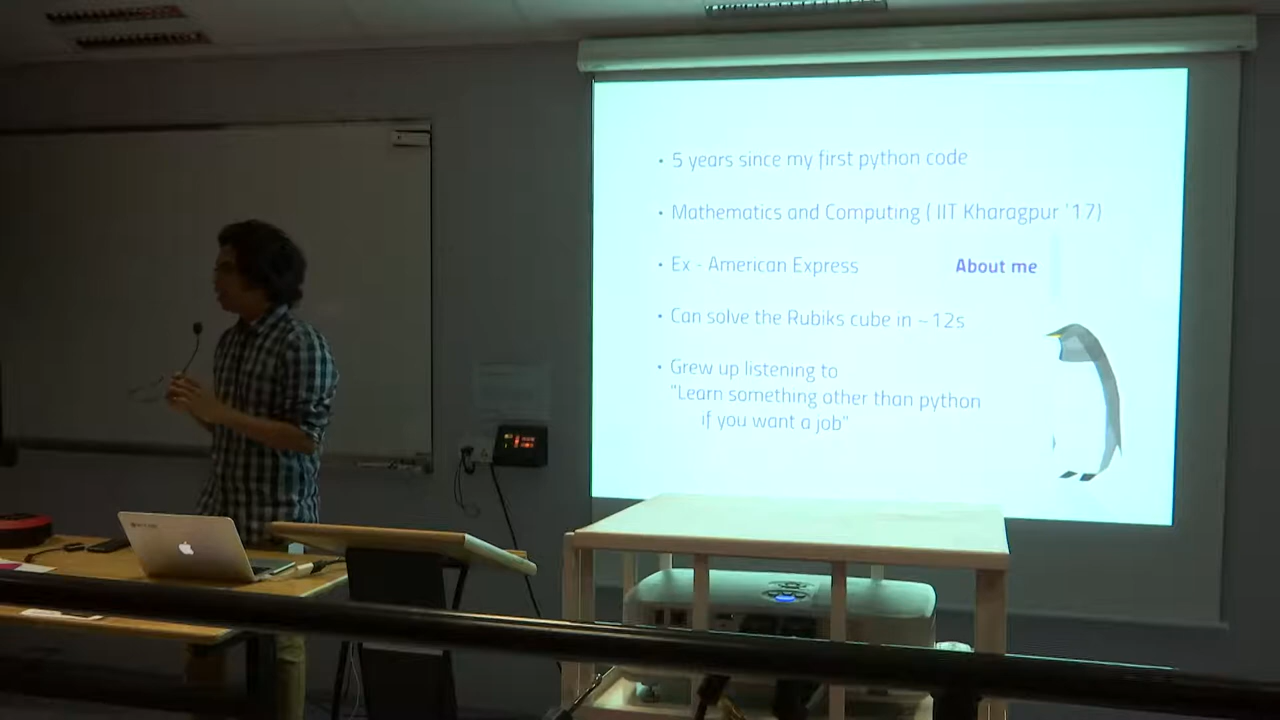 • 5 years since my first python code
• Mathematics and Computing ( IIT Kharagpur '17)
• Ex - American Express
About me
• Can solve the Rubiks cube in ~12s
• Grew up listening to
"Learn something other than python
if you want a job"